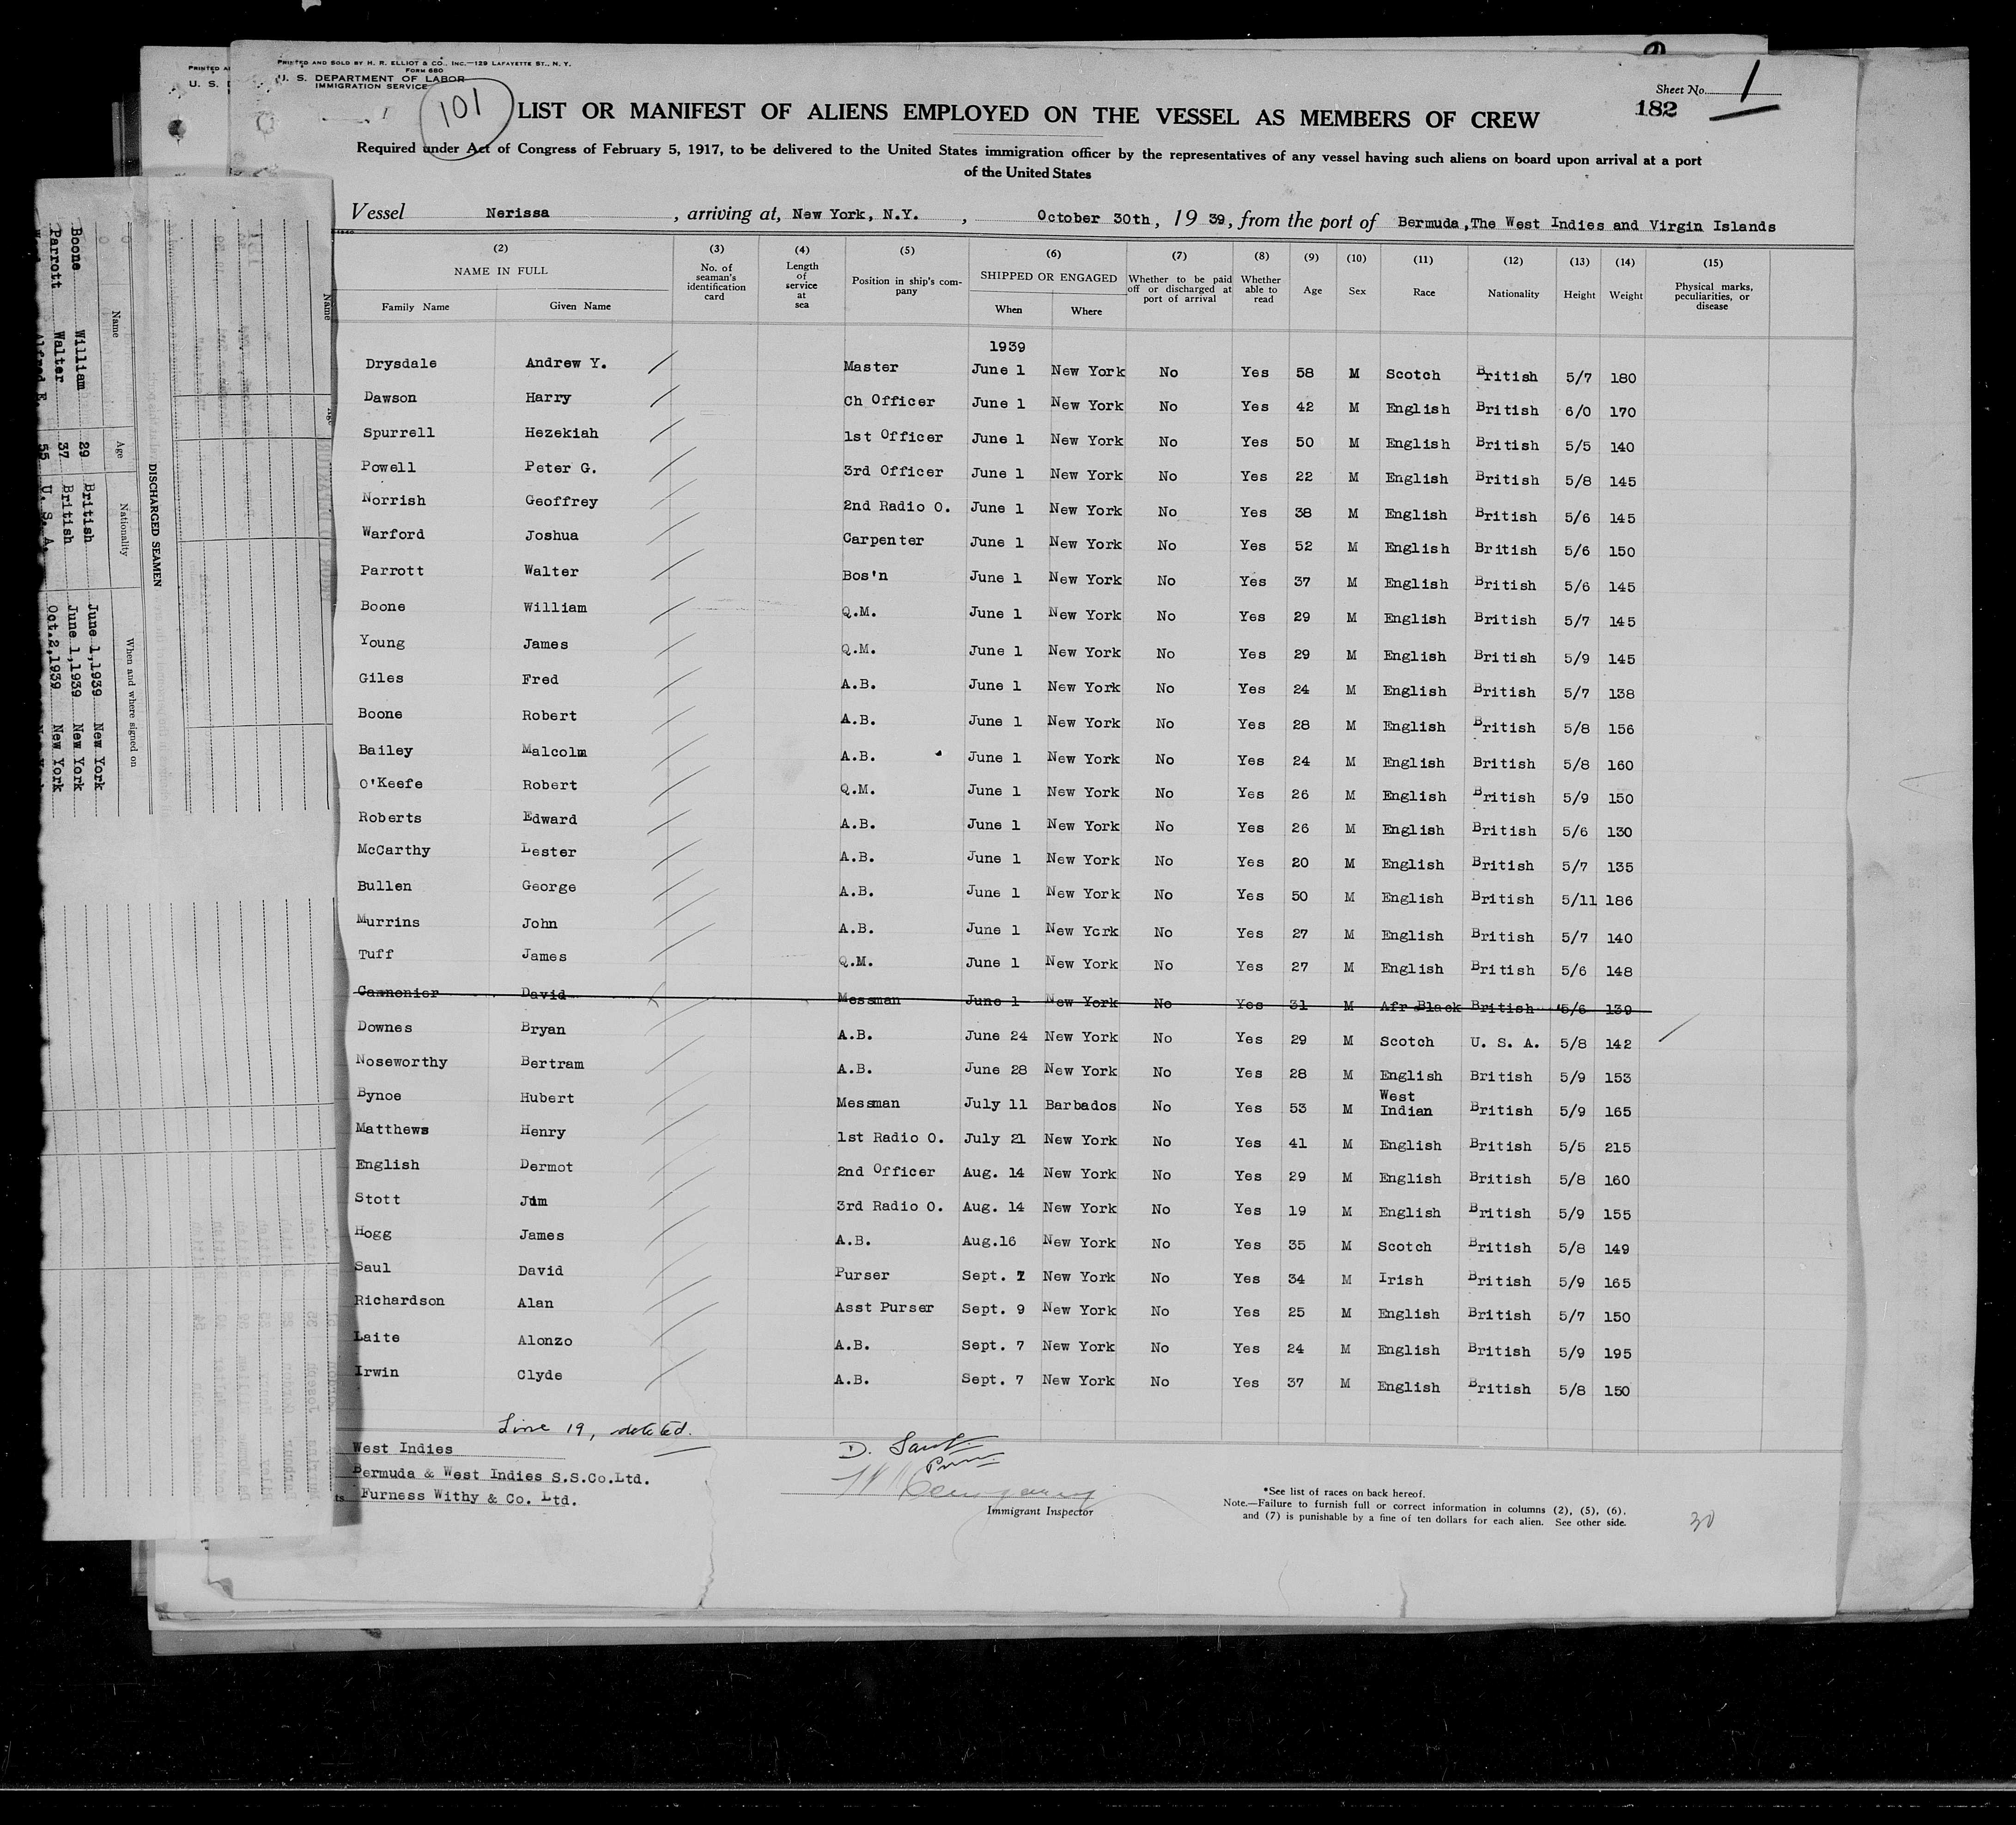 PRINTED AND SOLD BY H. R. ELLIOT & CO., INC.—129 LAFAYETTE ST., N. Y.
FORM 680
U. S. DEPARTMENT OF LABOR
IMMIGRATION SERVICE
101
Sheet No. 1
182
LIST OR MANIFEST OF ALIENS EMPLOYED ON THE VESSEL AS MEMBERS OF CREW
Required under Act of Congress of February 5, 1917, to be delivered to the United States immigration officer by the representatives of any vessel having such aliens on board upon arrival at a port
of the United States
Vessel Nerissa, arriving at, New York, N.Y., October 30th, 1939, from the port of Bermuda,The West Indies and Virgin Islands
(2) (3) (4) (5) (6) (7) (8) (9) (10) (11) (12) (13) (14) (15)
NAME IN FULL No. of seaman's identification card Length of service at sea Position in ship's company SHIPPED OR ENGAGED Whether to be paid off or discharged at port of arrival Whether able to read Age Sex Race Nationality Height Weight Physical marks, peculiarities, or disease
Family Name Given Name When Where
1939
Drysdale Andrew Y. Master June 1 New York No Yes 58 M Scotch British 5/7 180
Dawson Harry Ch Officer June 1 New York No Yes 42 M English British 6/0 170
Spurrell Hezekiah 1st Officer June 1 New York No Yes 50 M English British 5/5 140
Powell Peter G. 3rd Officer June 1 New York No Yes 22 M English British 5/8 145
Norrish Geoffrey 2nd Radio O. June 1 New York No Yes 38 M English British 5/6 145
Warford Joshua Carpenter June 1 New York No Yes 52 M English British 5/6 150
Parrott Walter Bos'n June 1 New York No Yes 37 M English British 5/6 145
Boone William Q.M. June 1 New York No Yes 29 M English British 5/7 145
Young James Q.M. June 1 New York No Yes 29 M English British 5/9 145
Giles Fred A.B. June 1 New York No Yes 24 M English British 5/7 138
Boone Robert A.B. June 1 New York No Yes 28 M English British 5/8 156
Bailey Malcolm A.B. June 1 New York No Yes 24 M English British 5/8 160
O'Keefe Robert Q.M. June 1 New York No Yes 26 M English British 5/9 150
Roberts Edward A.B. June 1 New York No Yes 26 M English British 5/6 130
McCarthy Lester A.B. June 1 New York No Yes 20 M English British 5/7 135
Bullen George A.B. June 1 New York No Yes 50 M English British 5/11 186
Murrins John A.B. June 1 New York No Yes 27 M English British 5/7 140
Tuff James Q.M. June 1 New York No Yes 27 M English British 5/6 148
Cannonier David Messman June 1 New York No Yes 31 M Afr Black British 5/6 139
Downes Bryan A.B. June 24 New York No Yes 29 M Scotch U. S. A. 5/8 142
Noseworthy Bertram A.B. June 28 New York No Yes 28 M English British 5/9 153
Bynoe Hubert Messman July 11 Barbados No Yes 53 M West Indian British 5/9 165
Matthews Henry 1st Radio O. July 21 New York No Yes 41 M English British 5/5 215
English Dermot 2nd Officer Aug. 14 New York No Yes 29 M English British 5/8 160
Stott Jim 3rd Radio O. Aug. 14 New York No Yes 19 M English British 5/9 155
Hogg James A.B. Aug.16 New York No Yes 35 M Scotch British 5/8 149
Saul David Purser Sept. New York No Yes 34 M Irish British 5/9 165
Richardson Alan Asst Purser Sept. 9 New York No Yes 25 M English British 5/7 150
Laite Alonzo A.B. Sept. 7 New York No Yes 24 M English British 5/9 195
Irwin Clyde A.B. Sept. 7 New York No Yes 37 M English British 5/8 150
Line 19, deleted.
West Indies
Bermuda & West Indies S.S.Co.Ltd.
Furness Withy & Co. Ltd.
D. Saul
Immigrant Inspector
*See list of races on back hereof.
Note.—Failure to furnish full or correct information in columns (2), (5), (6),
and (7) is punishable by a fine of ten dollars for each alien. See other side.
30
DISCHARGED SEAMEN
Name Age Nationality When and where signed on
Boone William 29 British June 1,1939 New York
Parrott Walter 37 British June 1,1939 New York
Alfred E. 55 U. S. A. Oct.2,1939 New York